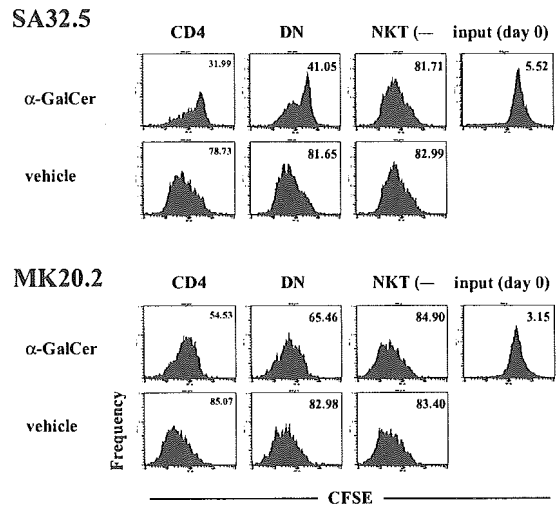 SA32.5
CD4 DN NKT (— input (day 0)
α-GalCer 31.99 41.05 81.71 5.52
vehicle 78.73 81.65 82.99
MK20.2
CD4 DN NKT (— input (day 0)
α-GalCer 54.53 65.46 84.90 3.15
vehicle 85.07 82.98 83.40
Frequency
CFSE